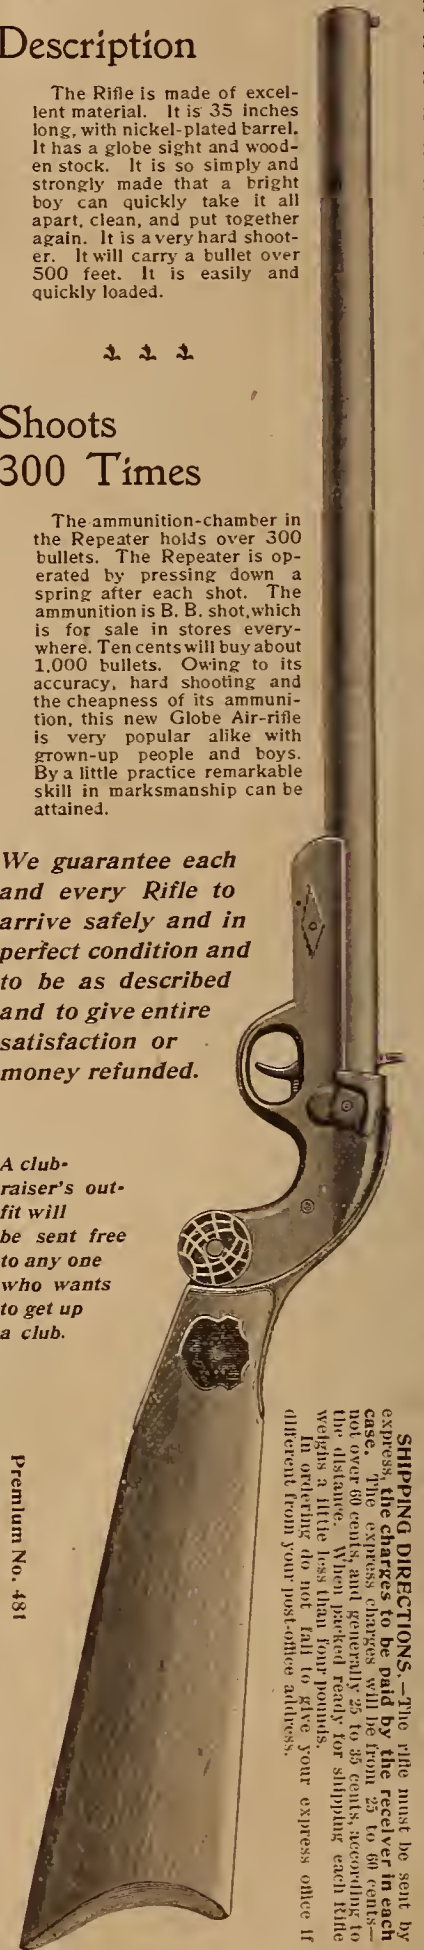 Description
The Rifle is made of excel-
lent material. It is 35 inches
long, with nickel-plated barrel.
It has a globe sight and wood-
en stock. It is so simply and
strongly made that a bright
boy can quickly take it all
apart, clean, and put together
again. It is a very hard shoot-
er. It will carry a bullet over
500 feet. It is easily and
quickly loaded.
Shoots
300 Times
The ammunition-chamber in
the Repeater holds over 300
bullets. The Repeater is op-
erated by pressing down a
spring after each shot. The
ammunition is B. B. shot, which
is for sale in stores every-
where. Ten cents will buy about
1,000 bullets. Owing to its
accuracy, hard shooting and
the cheapness of its ammuni-
tion, this new Globe Air-rifle
is very popular alike with
grown-up people and boys.
By a little practice remarkable
skill in marksmanship can be
attained.
We guarantee each
and every Rifle to
arrive safely and in
perfect condition and
to be as described
and to give entire
satisfaction or
money refunded.
A club-
raiser's out-
fit will
be sent free
to any one
who wants
to get up
a club.
Premium No. 481
SHIPPING DIRECTIONS.—The rifle must be sent by
express, the charges to be paid by the receiver in each
case. The express charges will be from 25 to 60 cents—
not over 60 cents, and generally 25 to 35 cents, according to
the distance. When packed ready for shipping each Rifle
weighs a little less than four pounds.
In ordering do not fail to give your express office if
different from your post-office address.